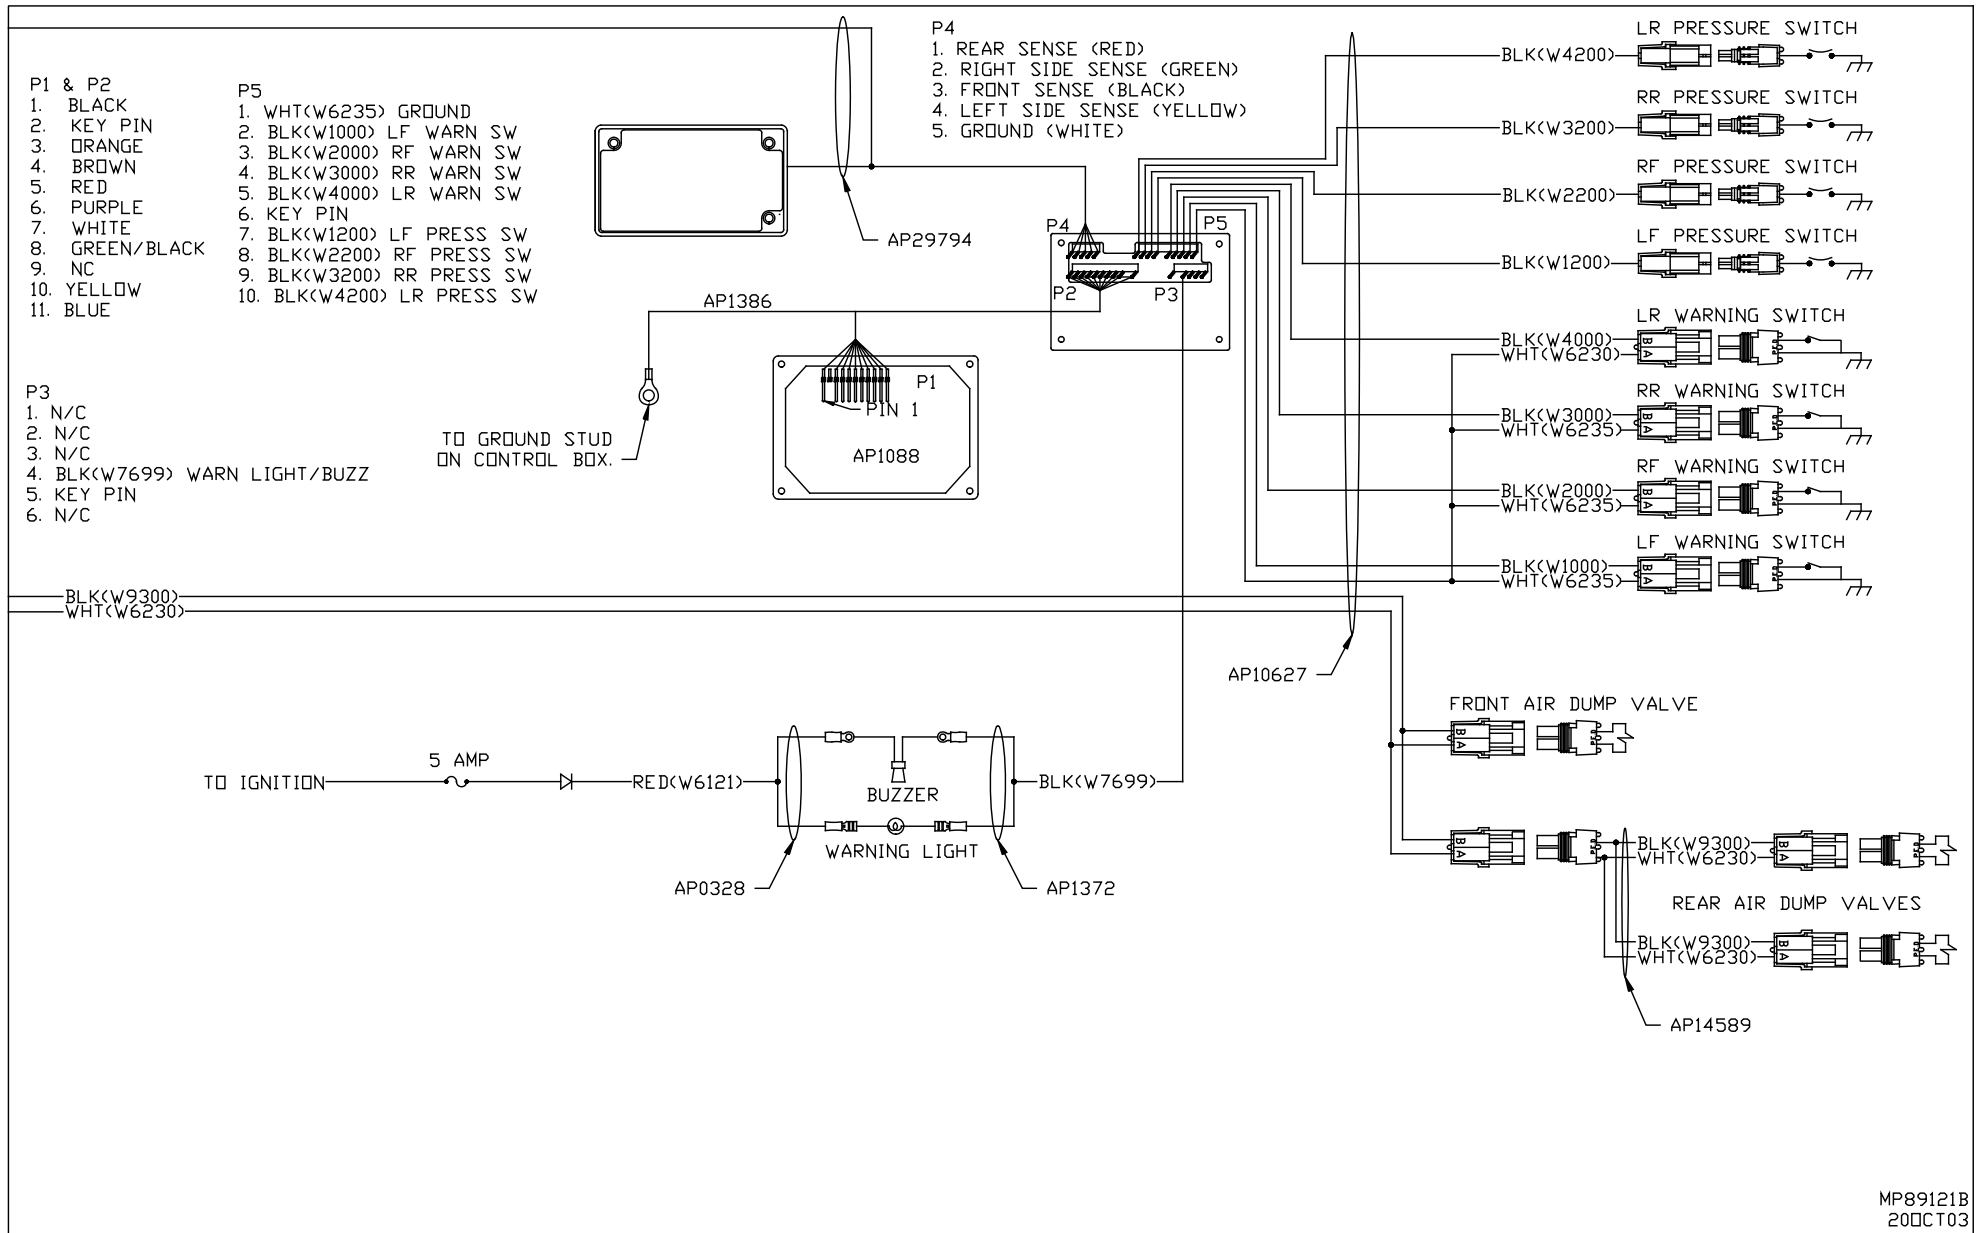 P1 & P2
1. BLACK
2. KEY PIN
3. ORANGE
4. BROWN
5. RED
6. PURPLE
7. WHITE
8. GREEN/BLACK
9. NC
10. YELLOW
11. BLUE
P5
1. WHT(W6235) GROUND
2. BLK(W1000) LF WARN SW
3. BLK(W2000) RF WARN SW
4. BLK(W3000) RR WARN SW
5. BLK(W4000) LR WARN SW
6. KEY PIN
7. BLK(W1200) LF PRESS SW
8. BLK(W2200) RF PRESS SW
9. BLK(W3200) RR PRESS SW
10. BLK(W4200) LR PRESS SW
P4
1. REAR SENSE (RED)
2. RIGHT SIDE SENSE (GREEN)
3. FRONT SENSE (BLACK)
4. LEFT SIDE SENSE (YELLOW)
5. GROUND (WHITE)
P3
1. N/C
2. N/C
3. N/C
4. BLK(W7699) WARN LIGHT/BUZZ
5. KEY PIN
6. N/C
AP29794
P4
P5
P2
P3
AP1386
P1
PIN 1
AP1088
TO GROUND STUD
ON CONTROL BOX.
LR PRESSURE SWITCH
BLK(W4200)
RR PRESSURE SWITCH
BLK(W3200)
RF PRESSURE SWITCH
BLK(W2200)
LF PRESSURE SWITCH
BLK(W1200)
LR WARNING SWITCH
BLK(W4000) B
WHT(W6230) A
RR WARNING SWITCH
BLK(W3000) B
WHT(W6235) A
RF WARNING SWITCH
BLK(W2000) B
WHT(W6235) A
LF WARNING SWITCH
BLK(W1000) B
WHT(W6235) A
BLK(W9300)
WHT(W6230)
AP10627
FRONT AIR DUMP VALVE
B
A
TO IGNITION
5 AMP
RED(W6121)
BUZZER
WARNING LIGHT
BLK(W7699)
AP0328
AP1372
B
A
BLK(W9300) B
WHT(W6230) A
REAR AIR DUMP VALVES
BLK(W9300) B
WHT(W6230) A
AP14589
MP89121B
20OCT03